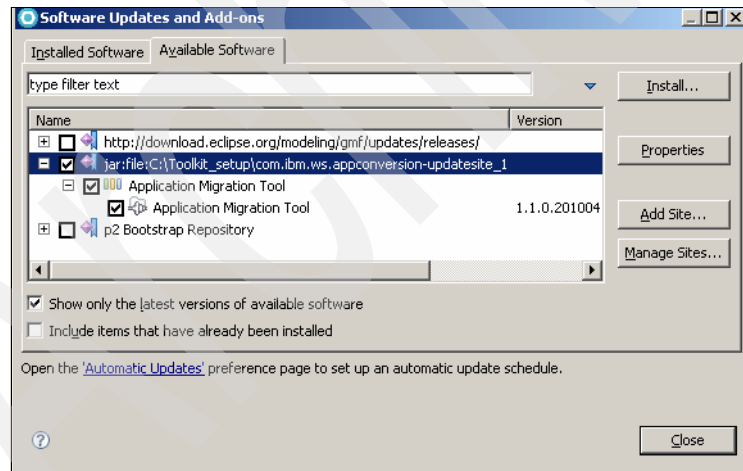 Software Updates and Add-ons
Installed Software Available Software
type filter text
Install...
Name Version
http://download.eclipse.org/modeling/gmf/updates/releases/
Properties
jar:file:C:\Toolkit_setup\com.ibm.ws.appconversion-updatesite_1
Application Migration Tool
Application Migration Tool 1.1.0.201004
Add Site...
p2 Bootstrap Repository
Manage Sites...
Show only the latest versions of available software
Include items that have already been installed
Open the 'Automatic Updates' preference page to set up an automatic update schedule.
?
Close